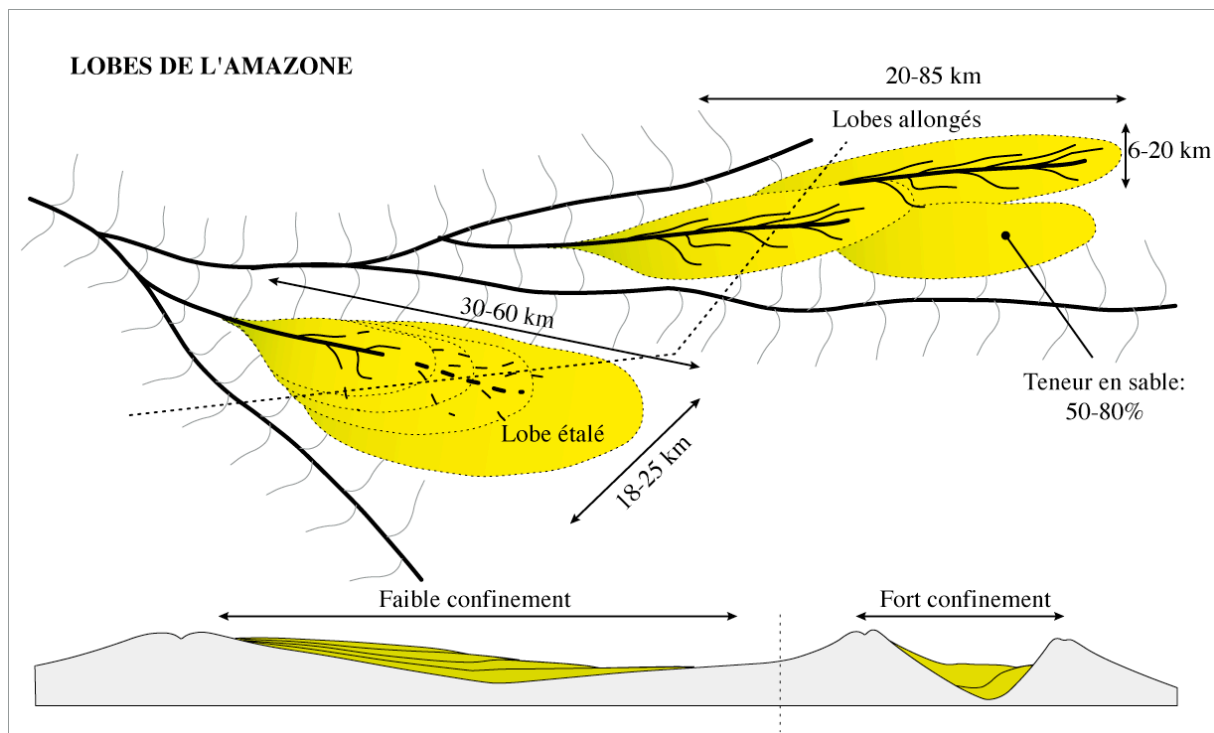 LOBES DE L'AMAZONE
20-85 km
Lobes allongés
6-20 km
30-60 km
Teneur en sable:
50-80%
Lobe étalé
18-25 km
Faible confinement
Fort confinement